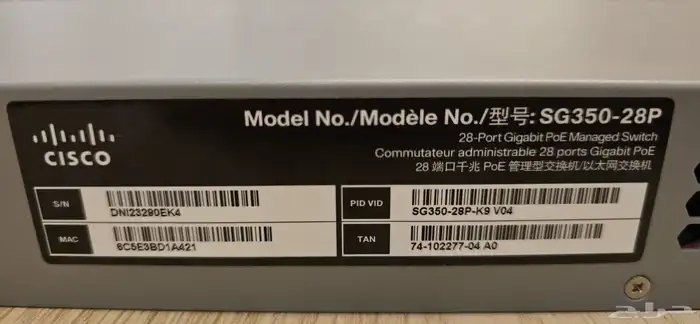 Model No./Modèle No./型号: SG350-28P
28-Port Gigabit PoE Managed Switch
Commutateur administrable 28 ports Gigabit PoE
28 端口千兆 PoE 管理型交换机/以太网交换机
CISCO
S/N
DNI23290EK4
PID VID
SG350-28P-K9 V04
MAC
6C5E3BD1A421
TAN
74-102277-04 A0
حراج